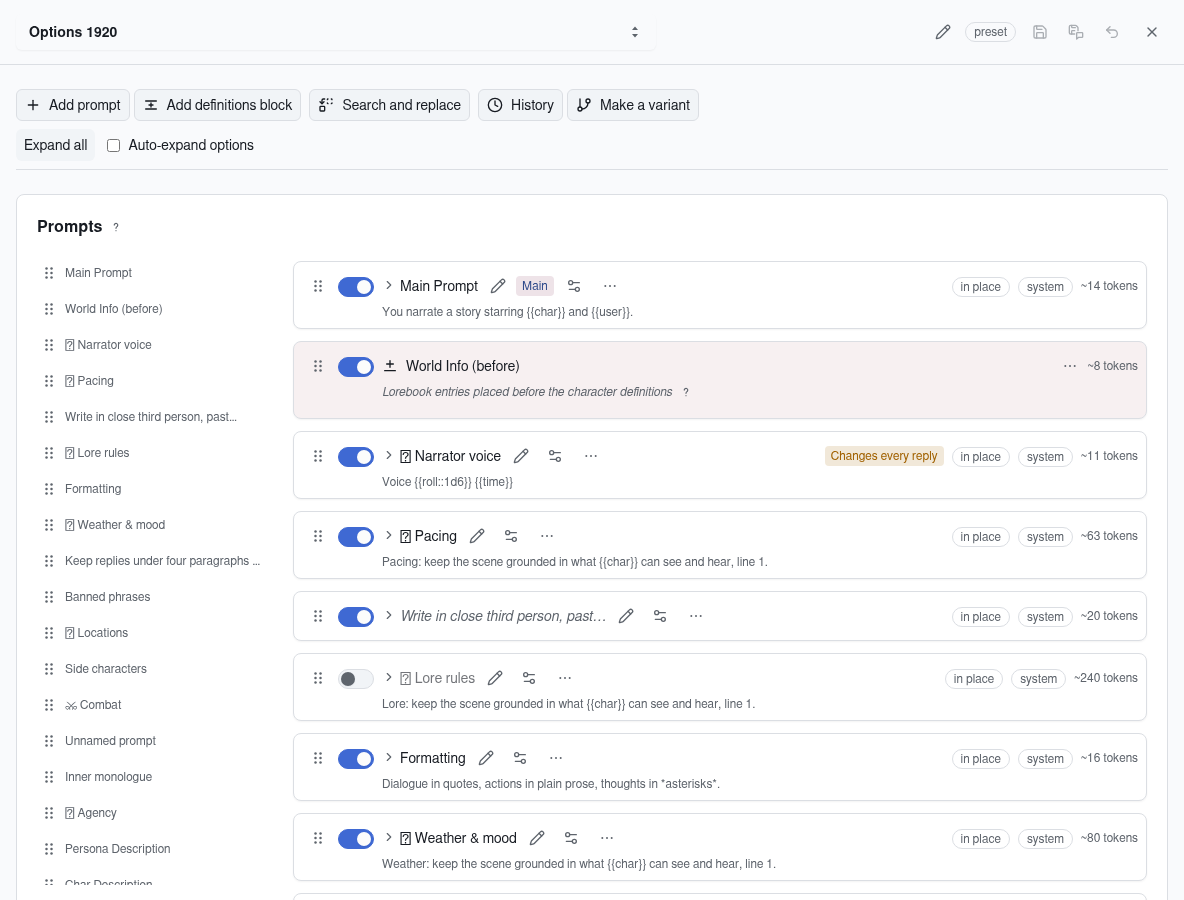 Options 1920
preset
Add prompt
Add definitions block
Search and replace
History
Make a variant
Expand all
Auto-expand options
Prompts ?
Main Prompt
World Info (before)
Narrator voice
Pacing
Write in close third person, past…
Lore rules
Formatting
Weather & mood
Keep replies under four paragraphs …
Banned phrases
Locations
Side characters
Combat
Unnamed prompt
Inner monologue
Agency
Persona Description
Char Description
Main Prompt Main in place system ~14 tokens
You narrate a story starring {{char}} and {{user}}.
World Info (before) ~8 tokens
Lorebook entries placed before the character definitions ?
Narrator voice Changes every reply in place system ~11 tokens
Voice {{roll::1d6}} {{time}}
Pacing in place system ~63 tokens
Pacing: keep the scene grounded in what {{char}} can see and hear, line 1.
Write in close third person, past… in place system ~20 tokens
Lore rules in place system ~240 tokens
Lore: keep the scene grounded in what {{char}} can see and hear, line 1.
Formatting in place system ~16 tokens
Dialogue in quotes, actions in plain prose, thoughts in *asterisks*.
Weather & mood in place system ~80 tokens
Weather: keep the scene grounded in what {{char}} can see and hear, line 1.